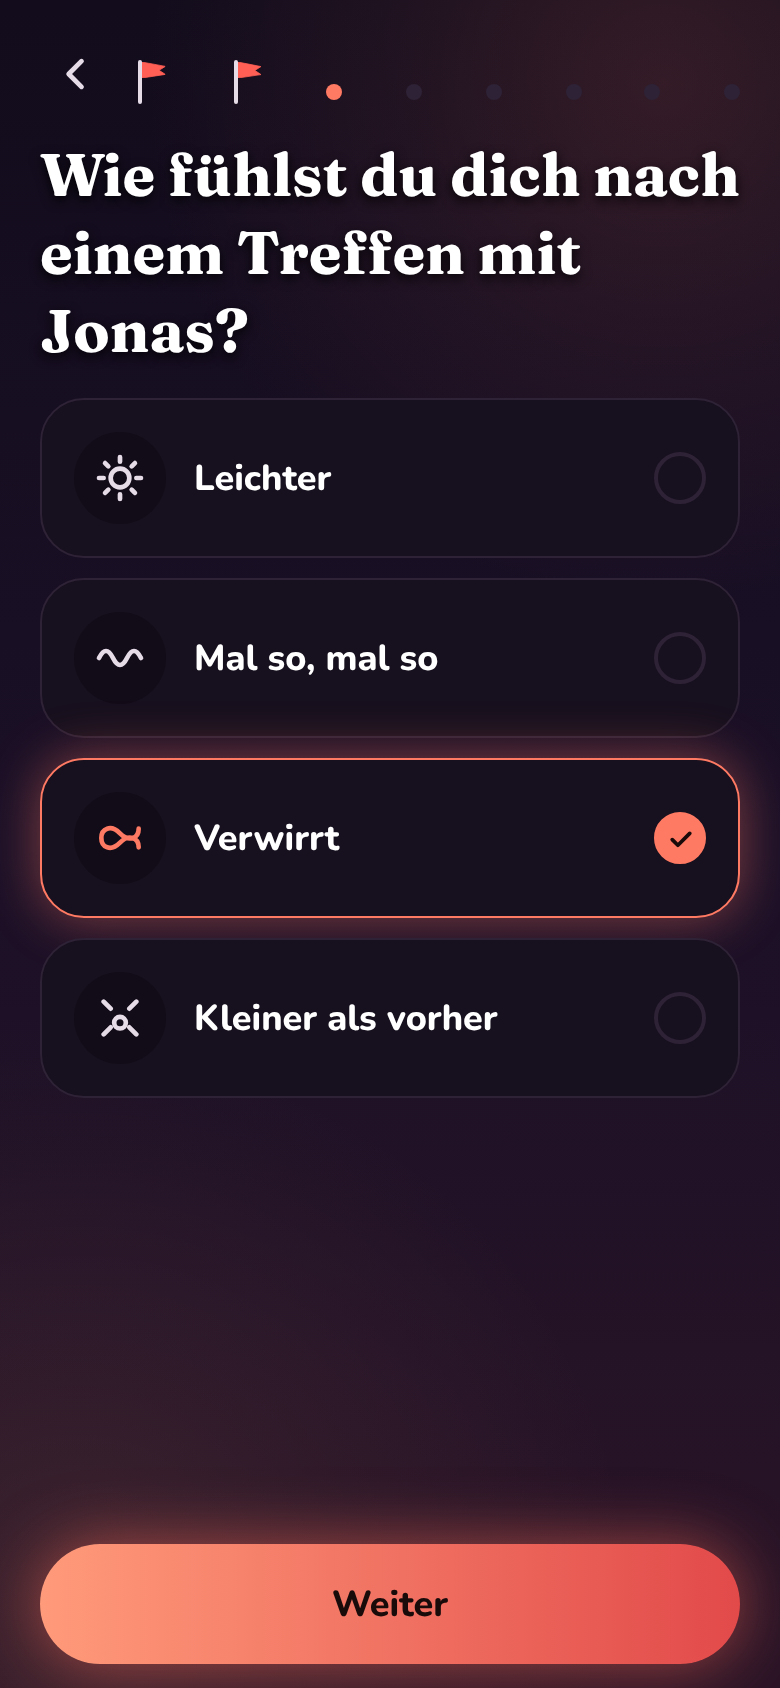 Wie fühlst du dich nach
einem Treffen mit
Jonas?
Leichter
Mal so, mal so
Verwirrt
Kleiner als vorher
Weiter